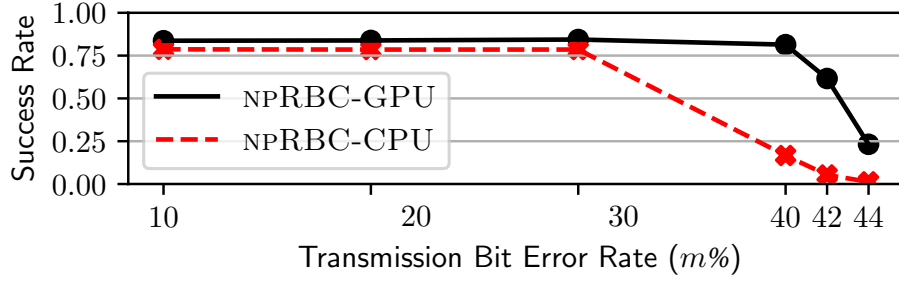 Success Rate
1.00
0.75
0.50
0.25
0.00
NPRBC-GPU
NPRBC-CPU
10 20 30 40 42 44
Transmission Bit Error Rate (m%)